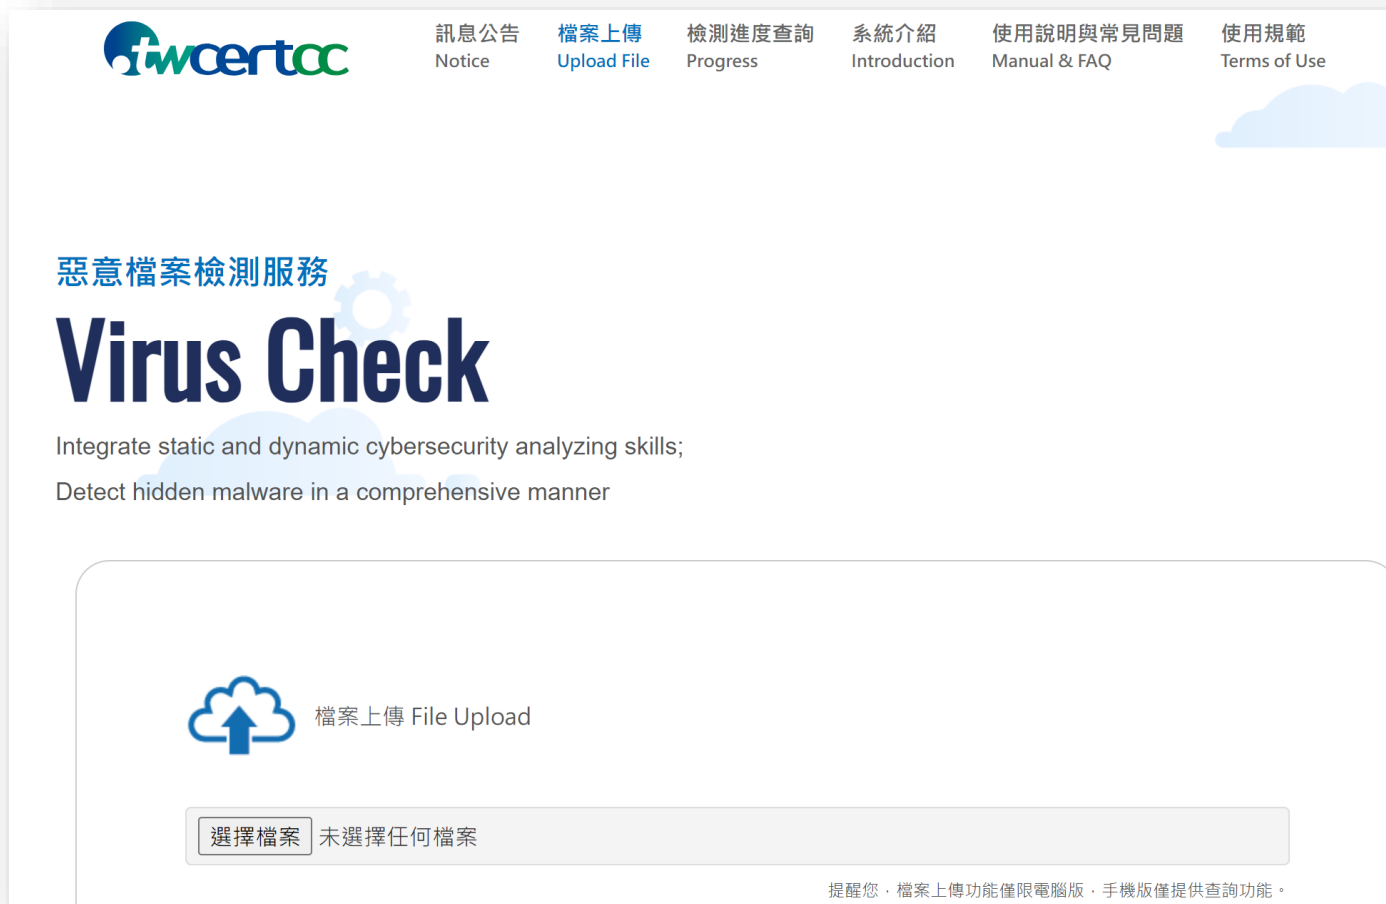 twcertcc
訊息公告 檔案上傳 檢測進度查詢 系統介紹 使用說明與常見問題 使用規範
Notice Upload File Progress Introduction Manual & FAQ Terms of Use
惡意檔案檢測服務
Virus Check
Integrate static and dynamic cybersecurity analyzing skills;
Detect hidden malware in a comprehensive manner
檔案上傳 File Upload
選擇檔案 未選擇任何檔案
提醒您，檔案上傳功能僅限電腦版，手機版僅提供查詢功能。